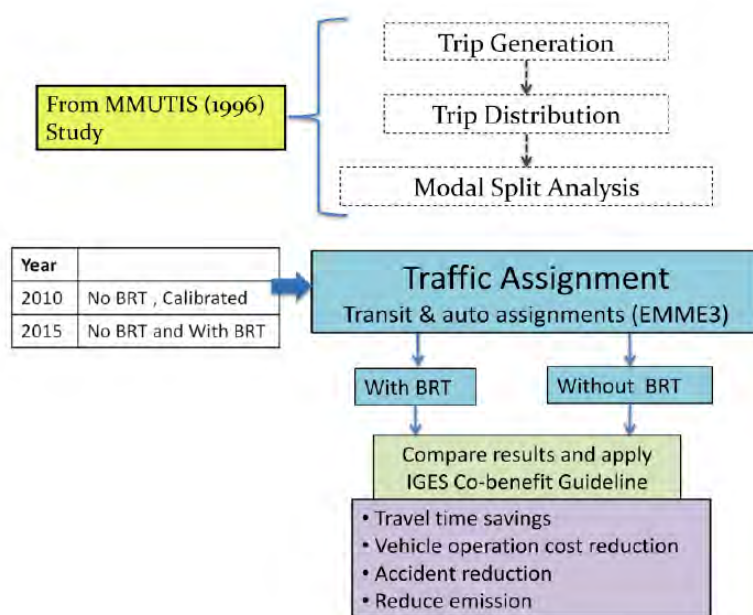 Trip Generation
From MMUTIS (1996)
Study
Trip Distribution
Modal Split Analysis
Year
2010 No BRT , Calibrated
2015 No BRT and With BRT
Traffic Assignment
Transit & auto assignments (EMME3)
With BRT
Without BRT
Compare results and apply
IGES Co-benefit Guideline
• Travel time savings
• Vehicle operation cost reduction
• Accident reduction
• Reduce emission